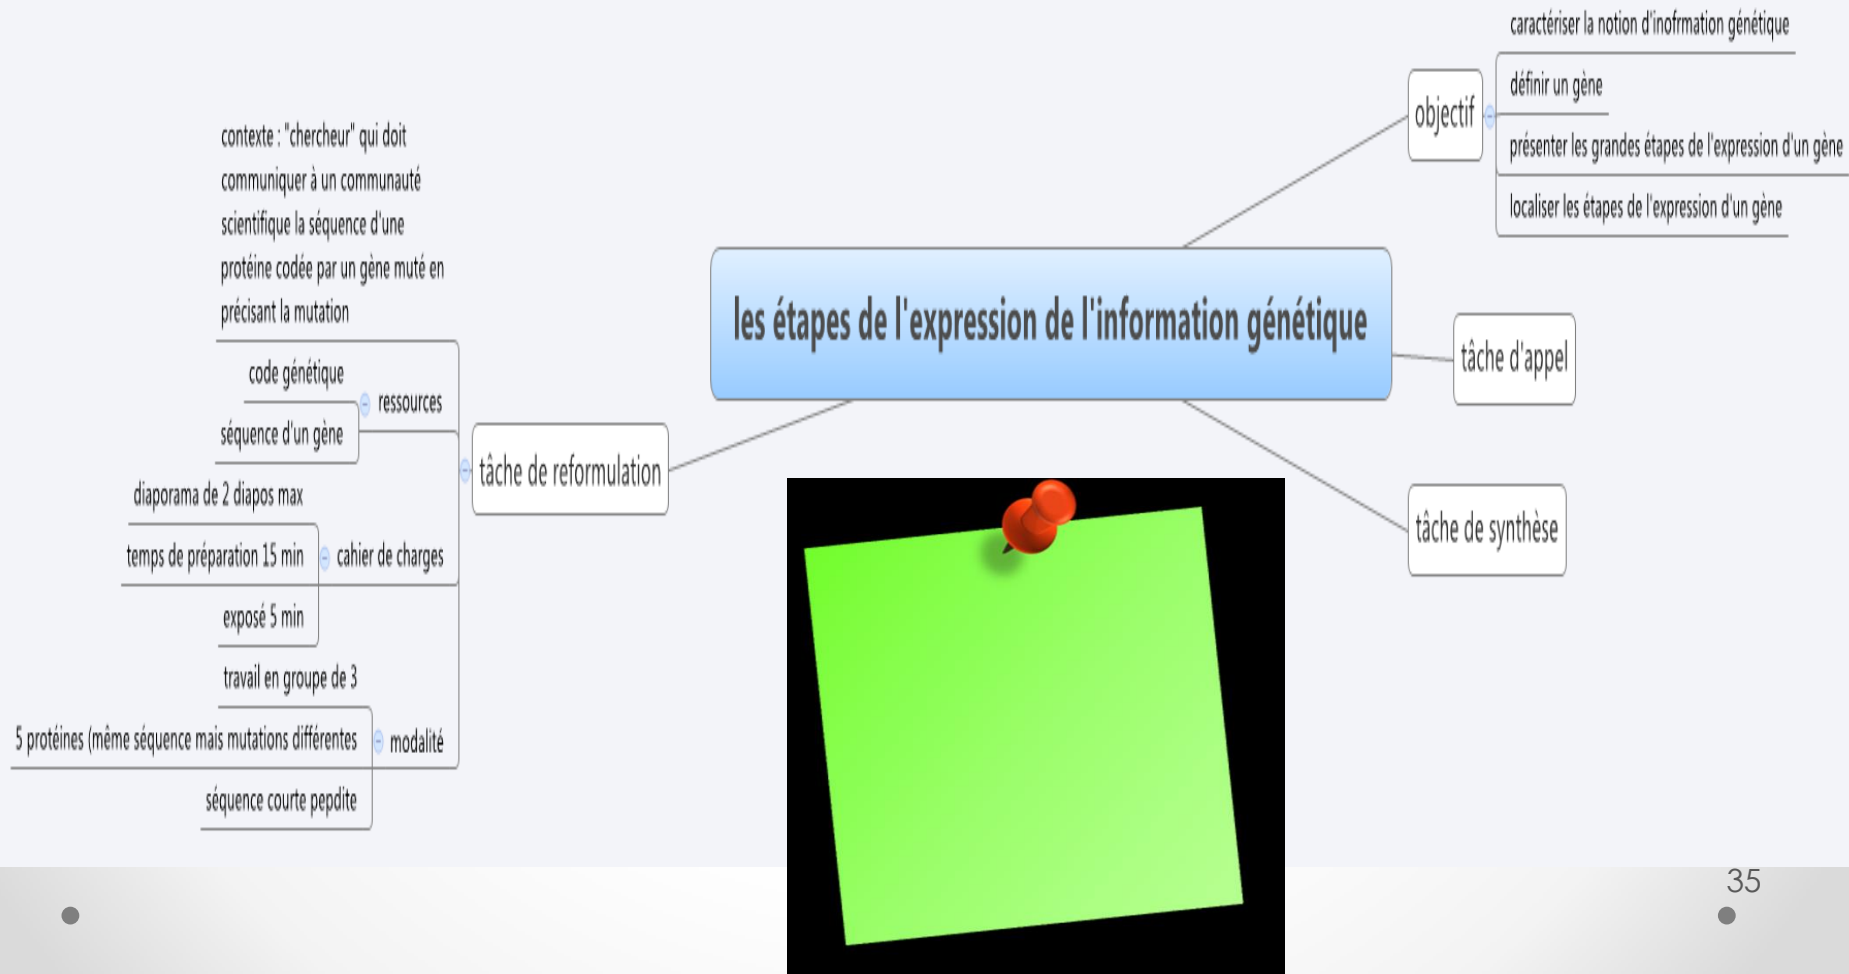 les étapes de l'expression de l'information génétique
objectif
caractériser la notion d'inofrmation génétique
définir un gène
présenter les grandes étapes de l'expression d'un gène
localiser les étapes de l'expression d'un gène
tâche d'appel
tâche de synthèse
tâche de reformulation
contexte : "chercheur" qui doit
communiquer à un communauté
scientifique la séquence d'une
protéine codée par un gène muté en
précisant la mutation
ressources
code génétique
séquence d'un gène
cahier de charges
diaporama de 2 diapos max
temps de préparation 15 min
exposé 5 min
modalité
travail en groupe de 3
5 protéines (même séquence mais mutations différentes
séquence courte pepdite
35